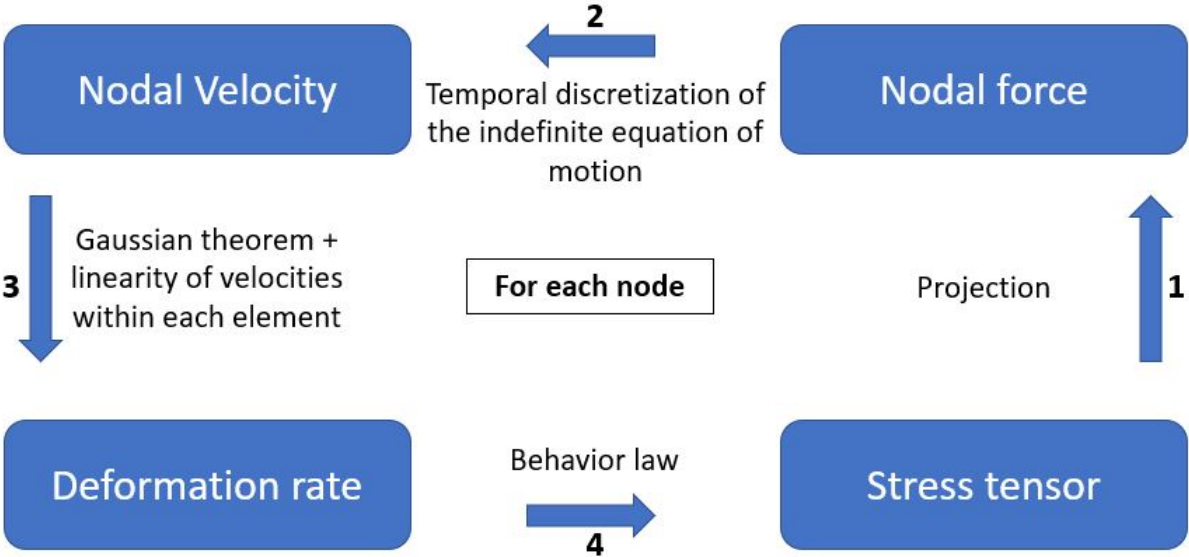 2
Nodal Velocity
Temporal discretization of
the indefinite equation of
motion
Nodal force
3
Gaussian theorem +
linearity of velocities
within each element
For each node
Projection
1
Deformation rate
Behavior law
4
Stress tensor